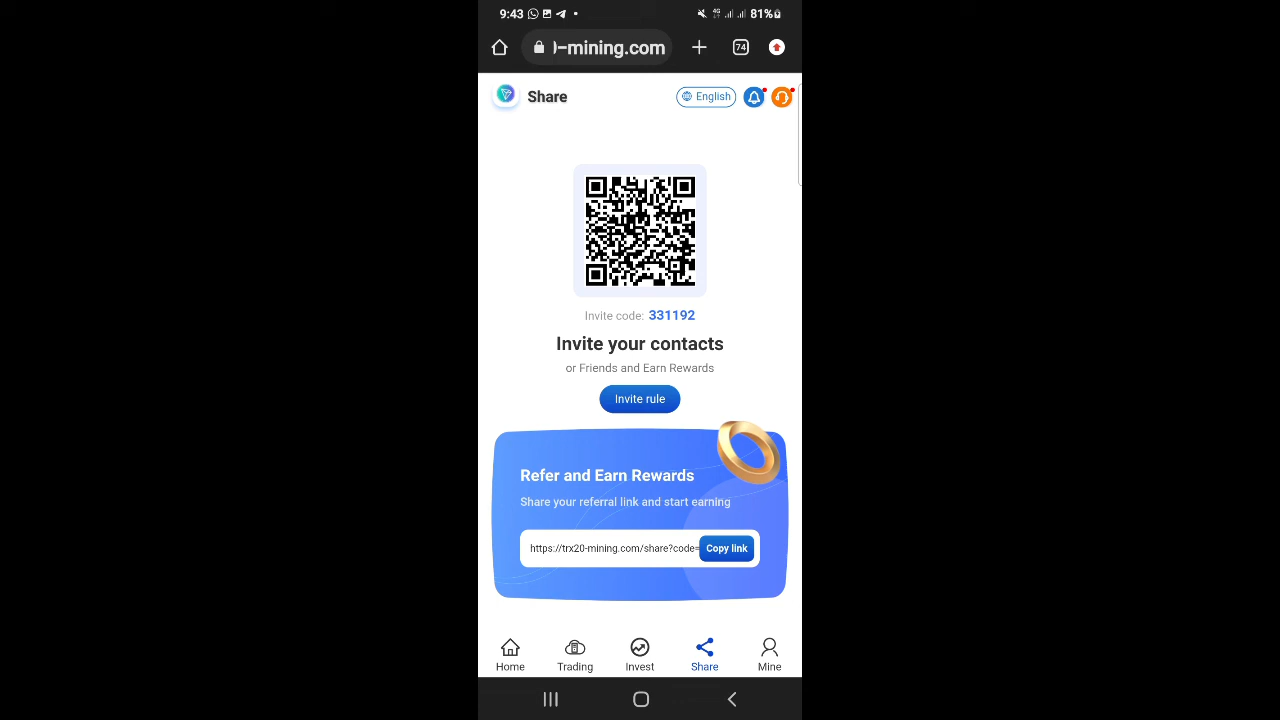 9:43 81%
-mining.com 74
Share English
Invite code: 331192
Invite your contacts
or Friends and Earn Rewards
Invite rule
Refer and Earn Rewards
Share your referral link and start earning
https://trx20-mining.com/share?code= Copy link
Home Trading Invest Share Mine